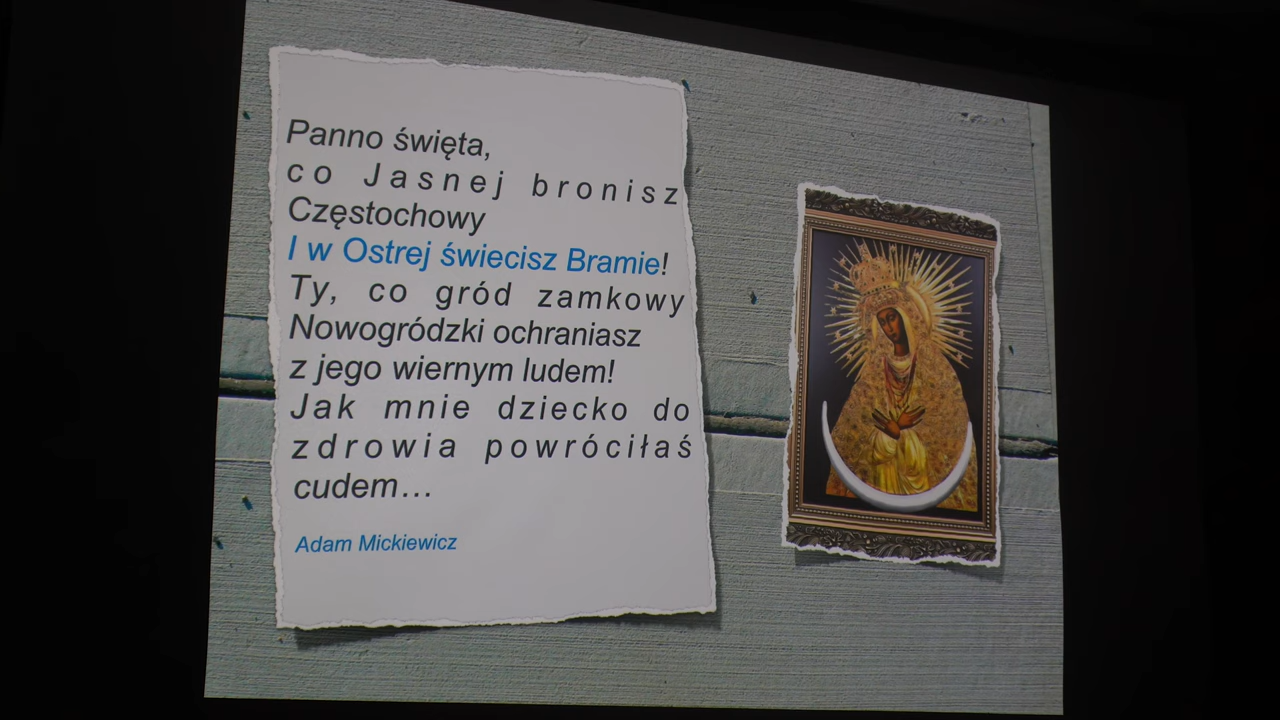 Panno święta,
co Jasnej bronisz
Częstochowy
I w Ostrej świecisz Bramie!
Ty, co gród zamkowy
Nowogródzki ochraniasz
z jego wiernym ludem!
Jak mnie dziecko do
zdrowia powróciłaś
cudem…
Adam Mickiewicz